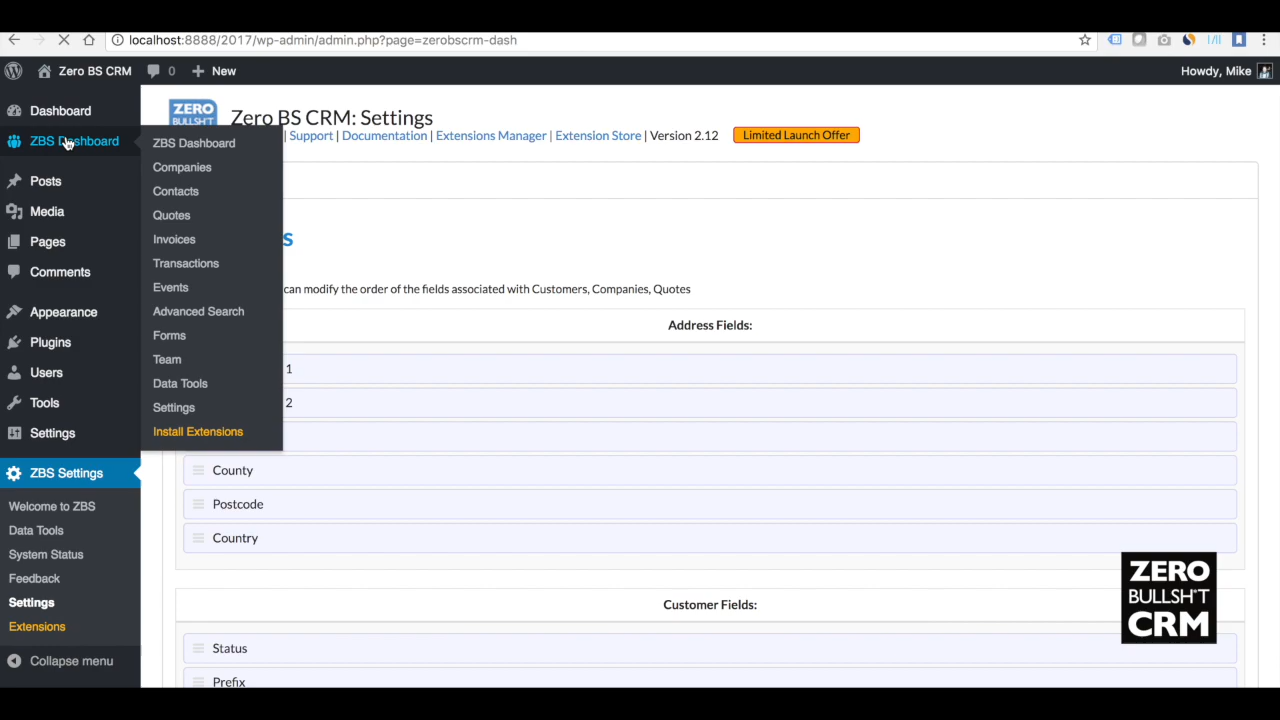 localhost:8888/2017/wp-admin/admin.php?page=zerobscrm-dash
Zero BS CRM
0
New
Howdy, Mike
Dashboard
ZBS Dashboard
Posts
Media
Pages
Comments
Appearance
Plugins
Users
Tools
Settings
ZBS Settings
Welcome to ZBS
Data Tools
System Status
Feedback
Settings
Extensions
Collapse menu
ZBS Dashboard
Companies
Contacts
Quotes
Invoices
Transactions
Events
Advanced Search
Forms
Team
Data Tools
Settings
Install Extensions
ZERO
BULLSH*T
Zero BS CRM: Settings
| Support | Documentation | Extensions Manager | Extension Store | Version 2.12
Limited Launch Offer
s
can modify the order of the fields associated with Customers, Companies, Quotes
Address Fields:
1
2
County
Postcode
Country
Customer Fields:
Status
Prefix
ZERO
BULLSH*T
CRM